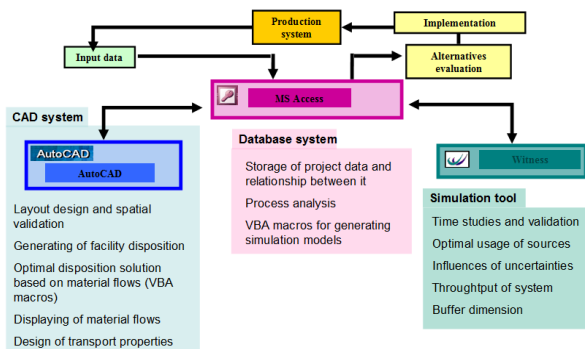 Production
system
Implementation
Input data
Alternatives
evaluation
MS Access
CAD system
AutoCAD
AutoCAD
Database system
Witness
Storage of project data and
relationship between it
Process analysis
VBA macros for generating
simulation models
Simulation tool
Layout design and spatial
validation
Generating of facility disposition
Optimal disposition solution
based on material flows (VBA
macros)
Displaying of material flows
Design of transport properties
Time studies and validation
Optimal usage of sources
Influences of uncertainties
Throughtput of system
Buffer dimension